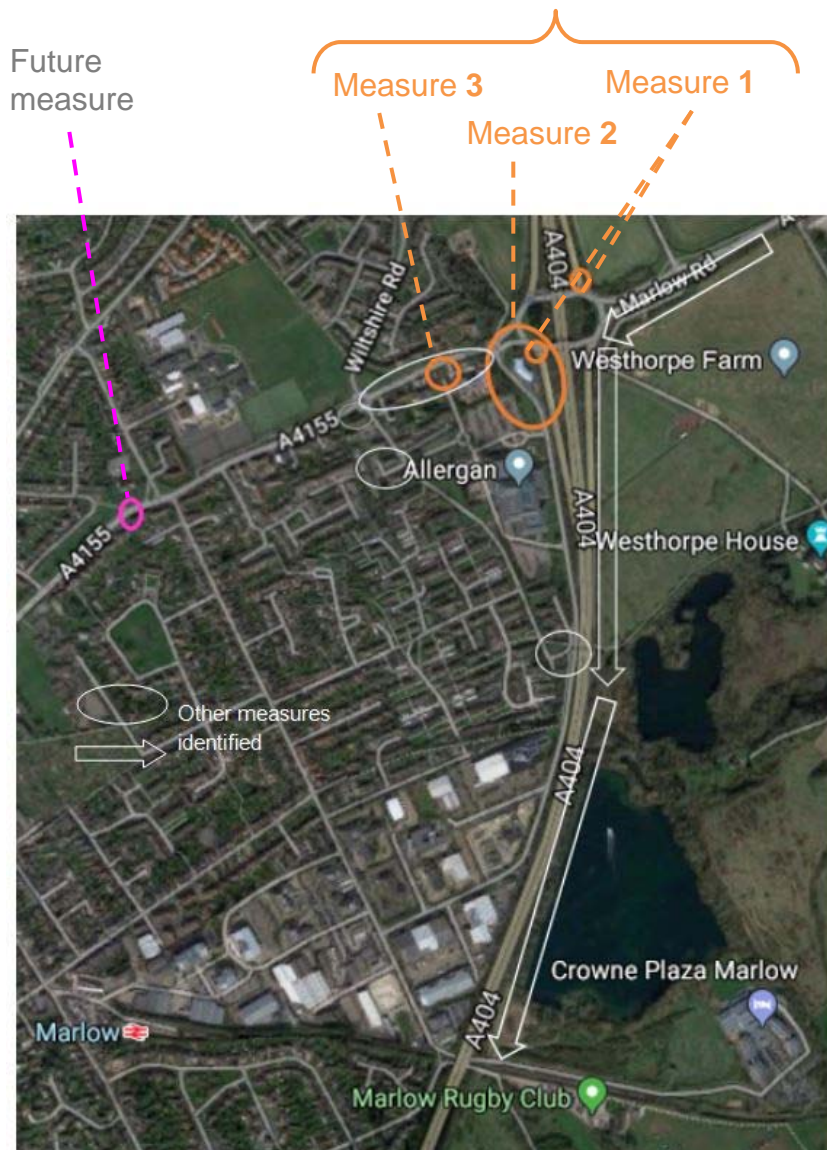 Future
measure
Measure 3
Measure 1
Measure 2
A404
A
Marlow Rd
Wiltshire Rd
Westhorpe Farm
A4155
Allergan
A404
A4155
Westhorpe House
Other measures
identified
A404
Crowne Plaza Marlow
A404
Marlow
Marlow Rugby Club